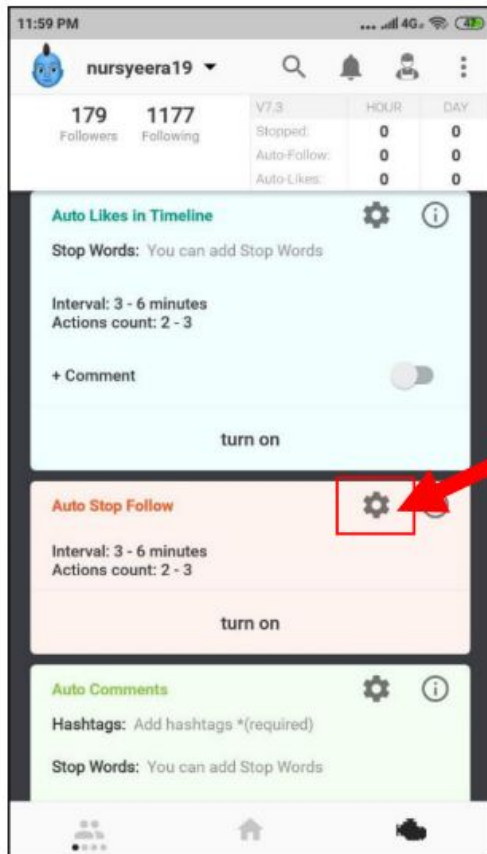 11:59 PM ... 4G 47
nursyeera19
179 1177
Followers Following
V7.3 HOUR DAY
Stopped: 0 0
Auto-Follow: 0 0
Auto-Likes: 0 0
Auto Likes in Timeline
Stop Words: You can add Stop Words
Interval: 3 - 6 minutes
Actions count: 2 - 3
+ Comment
turn on
Auto Stop Follow
Interval: 3 - 6 minutes
Actions count: 2 - 3
turn on
Auto Comments
Hashtags: Add hashtags *(required)
Stop Words: You can add Stop Words